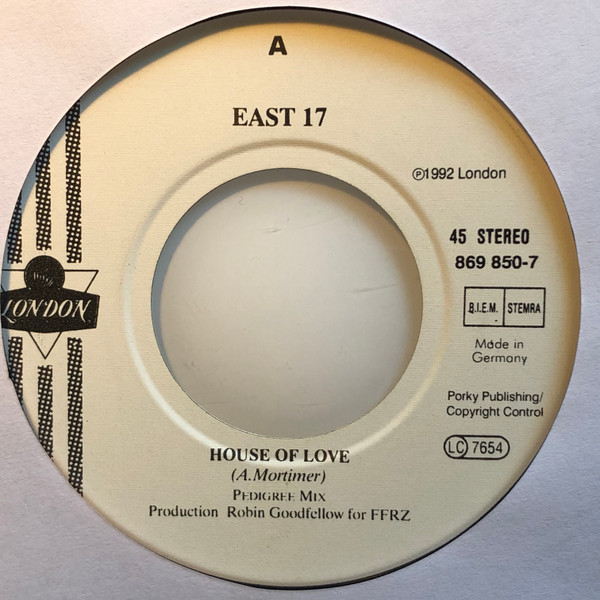 A
EAST 17
℗1992 London
45 STEREO
869 850-7
B.I.E.M. STEMRA
Made in
Germany
LONDON
Porky Publishing/
Copyright Control
LC 7654
HOUSE OF LOVE
(A.Mortimer)
PEDIGREE MIX
Production Robin Goodfellow for FFRZ